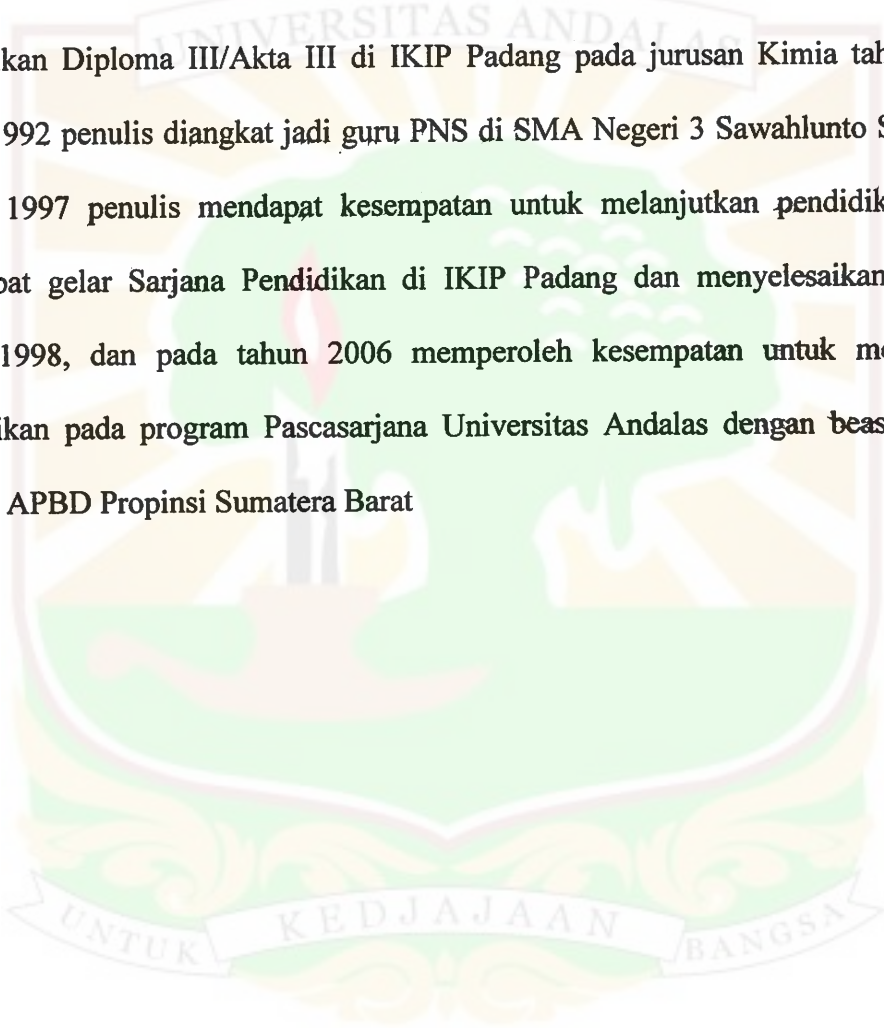 UNIVERSITAS ANDALAS
kan Diploma III/Akta III di IKIP Padang pada jurusan Kimia tah
992 penulis diangkat jadi guru PNS di SMA Negeri 3 Sawahlunto S
1997 penulis mendapat kesempatan untuk melanjutkan pendidik
pat gelar Sarjana Pendidikan di IKIP Padang dan menyelesaikan
1998, dan pada tahun 2006 memperoleh kesempatan untuk me
ikan pada program Pascasarjana Universitas Andalas dengan beas
APBD Propinsi Sumatera Barat
UNTUK KEDJAJAAN BANGSA